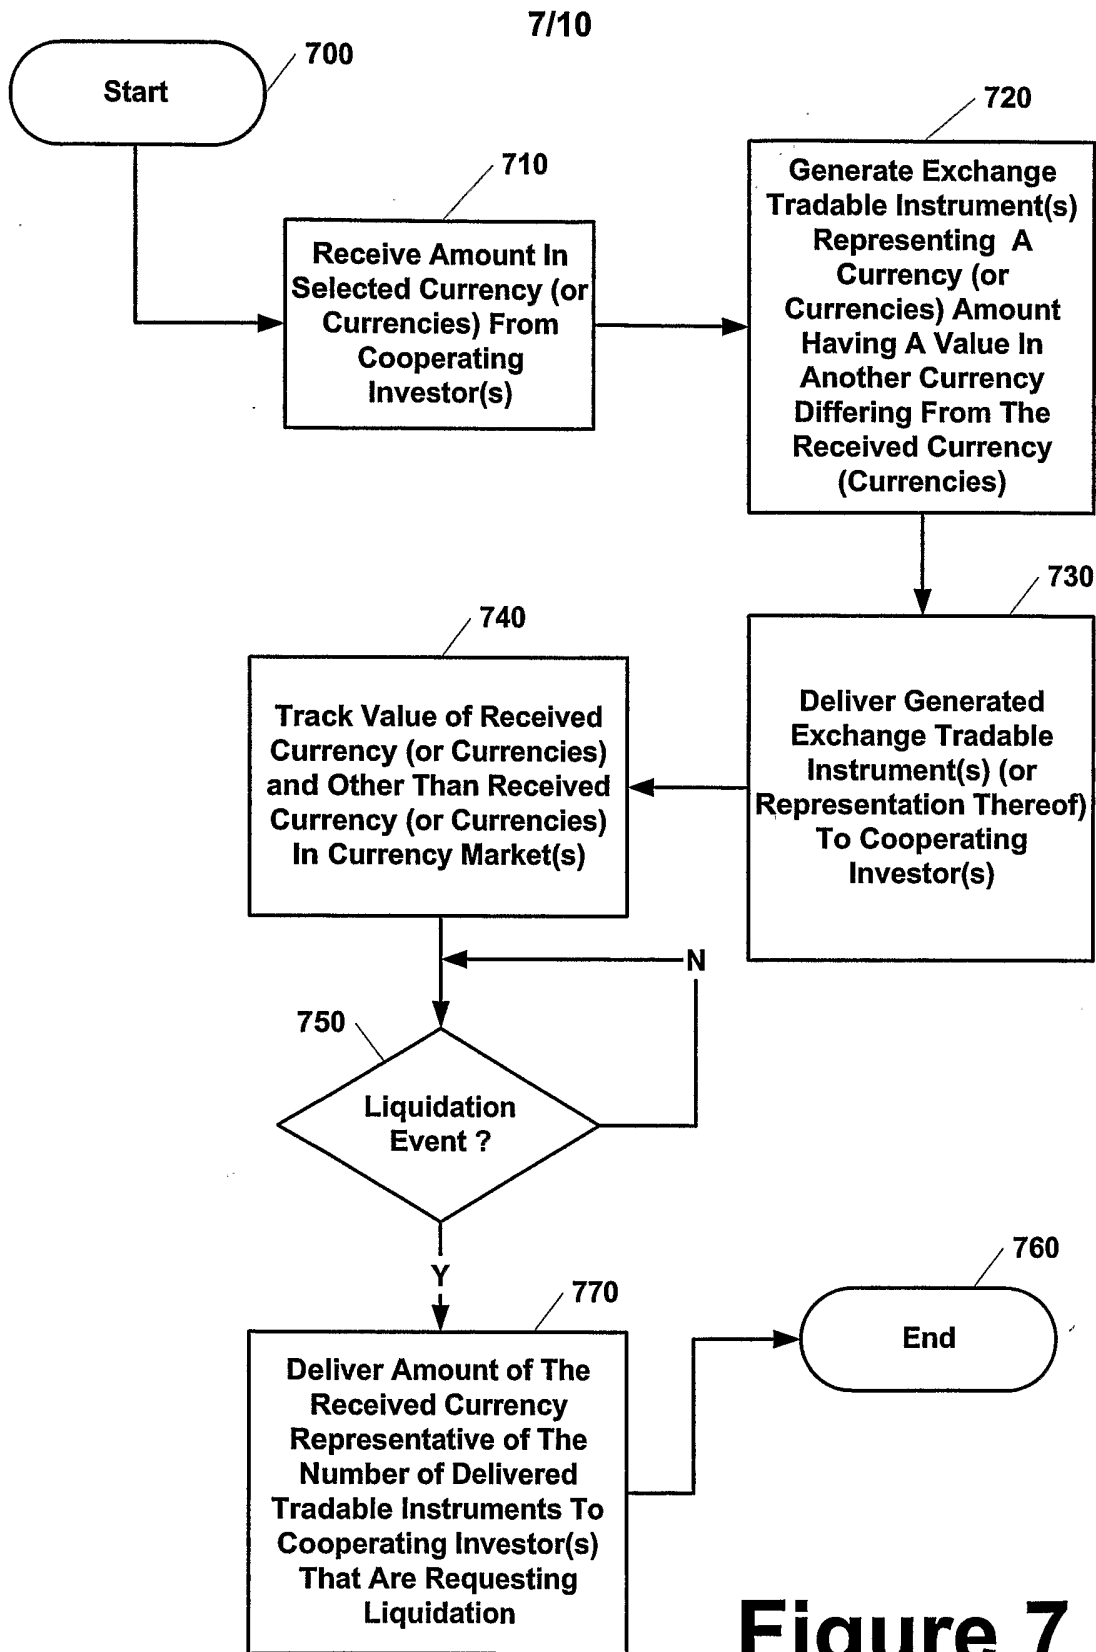 7/10
700
Start
710
Receive Amount In
Selected Currency (or
Currencies) From
Cooperating
Investor(s)
720
Generate Exchange
Tradable Instrument(s)
Representing A
Currency (or
Currencies) Amount
Having A Value In
Another Currency
Differing From The
Received Currency
(Currencies)
730
Deliver Generated
Exchange Tradable
Instrument(s) (or
Representation Thereof)
To Cooperating
Investor(s)
740
Track Value of Received
Currency (or Currencies)
and Other Than Received
Currency (or Currencies)
In Currency Market(s)
N
750
Liquidation
Event ?
Y
770
Deliver Amount of The
Received Currency
Representative of The
Number of Delivered
Tradable Instruments To
Cooperating Investor(s)
That Are Requesting
Liquidation
760
End
Figure 7